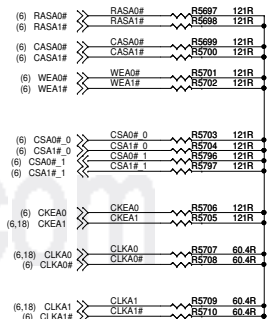 (6) RASA0# RASA0# R5697 121R
(6) RASA1# RASA1# R5698 121R
(6) CASA0# CASA0# R5699 121R
(6) CASA1# CASA1# R5700 121R
(6) WEA0# WEA0# R5701 121R
(6) WEA1# WEA1# R5702 121R
(6) CSA0#_0 CSA0#_0 R5703 121R
(6) CSA1#_0 CSA1#_0 R5704 121R
(6) CSA0#_1 CSA0#_1 R5796 121R
(6) CSA1#_1 CSA1#_1 R5797 121R
(6) CKEA0 CKEA0 R5706 121R
(6,18) CKEA1 CKEA1 R5705 121R
(6,18) CLKA0 CLKA0 R5707 60.4R
(6) CLKA0# CLKA0# R5708 60.4R
(6,18) CLKA1 CLKA1 R5709 60.4R
(6) CLKA1# CLKA1# R5710 60.4R
com